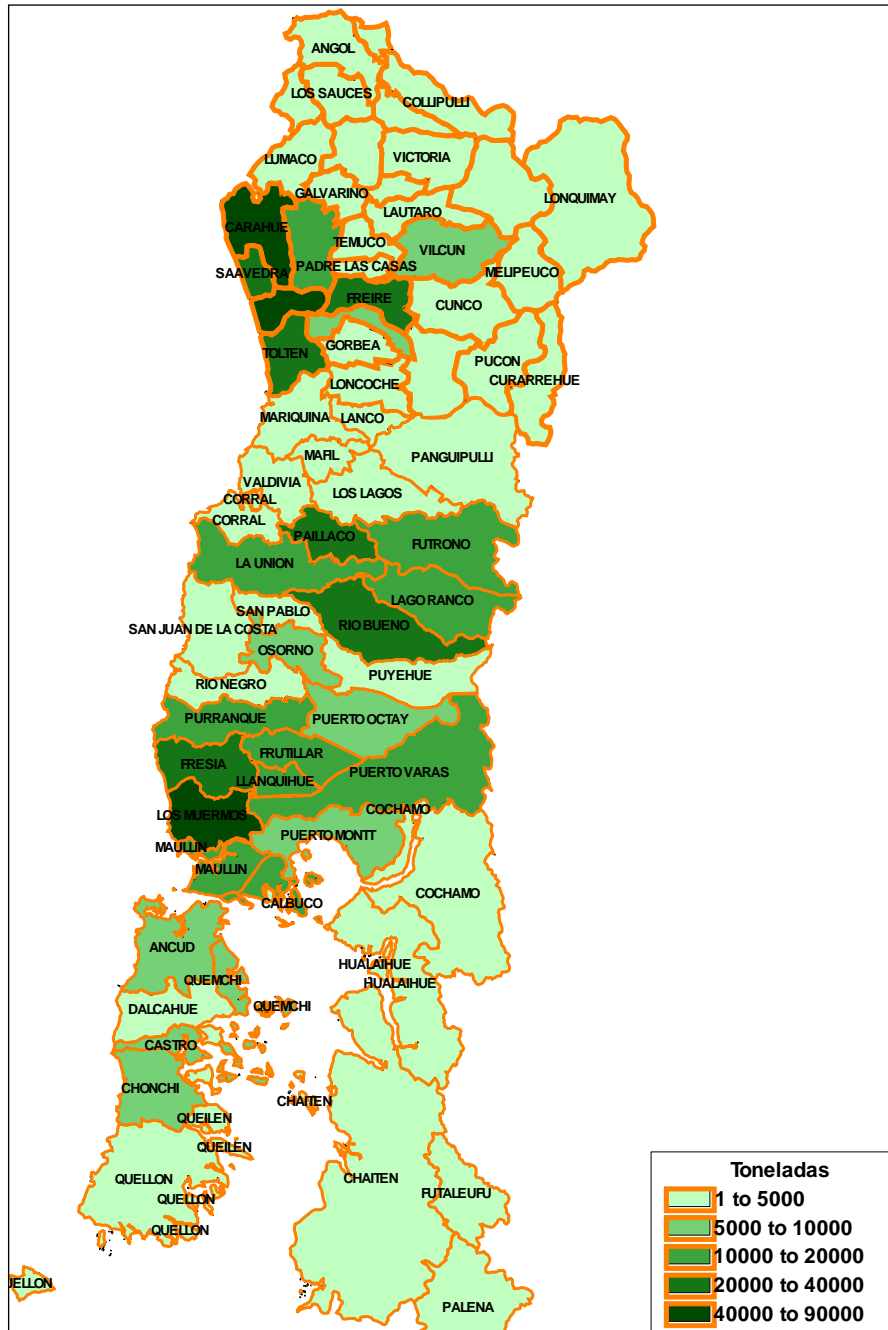 ANGOL
LOS SAUCES
COLLIPULLI
LUMACO
VICTORIA
GALVARINO
LONQUIMAY
LAUTARO
CARAHUE
TEMUCO
VILCUN
PADRE LAS CASAS
SAAVEDRA
MELIPEUCO
FREIRE
CUNCO
GORBEA
TOLTEN
PUCON
LONCOCHE
CURARREHUE
MARIQUINA
LANCO
MAFIL
PANGUIPULLI
VALDIVIA
LOS LAGOS
CORRAL
CORRAL
PAILLACO
FUTRONO
LA UNION
LAGO RANCO
SAN PABLO
RIO BUENO
SAN JUAN DE LA COSTA
OSORNO
PUYEHUE
RIO NEGRO
PURRANQUE
PUERTO OCTAY
FRUTILLAR
FRESIA
PUERTO VARAS
LLANQUIHUE
COCHAMO
LOS MUERMOS
PUERTO MONTT
MAULLIN
MAULLIN
COCHAMO
CALBUCO
ANCUD
HUALAIHUE
QUEMCHI
HUALAIHUE
QUEMCHI
DALCAHUE
CASTRO
CHONCHI
CHAITEN
QUEILEN
QUEILEN
QUELLON
CHAITEN
FUTALEUFU
QUELLON
QUELLON
UELLON
PALENA
Toneladas
1 to 5000
5000 to 10000
10000 to 20000
20000 to 40000
40000 to 90000